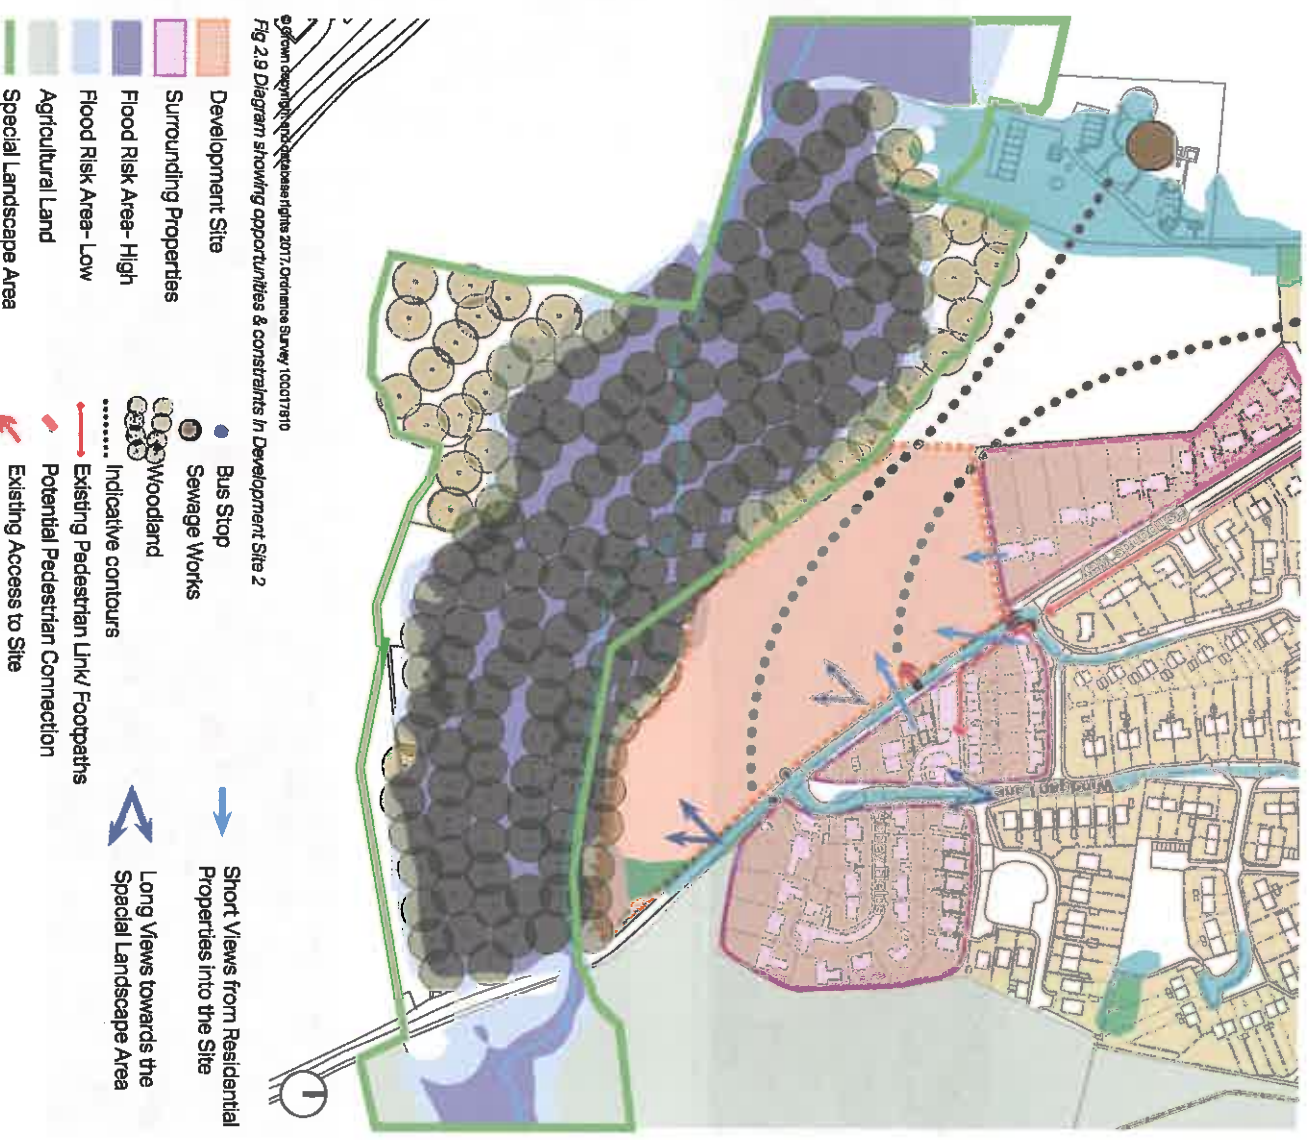 Windgap Lane
© Crown copyright and database rights 2017. Ordnance Survey 100017810
Fig 2.9 Diagram showing opportunities & constraints in Development Site 2
Development Site
Surrounding Properties
Flood Risk Area- High
Flood Risk Area- Low
Agricultural Land
Special Landscape Area
Bus Stop
Sewage Works
Woodland
Indicative contours
Existing Pedestrian Link/ Footpaths
Potential Pedestrian Connection
Existing Access to Site
Short Views from Residential
Properties into the Site
Long Views towards the
Spacial Landscape Area